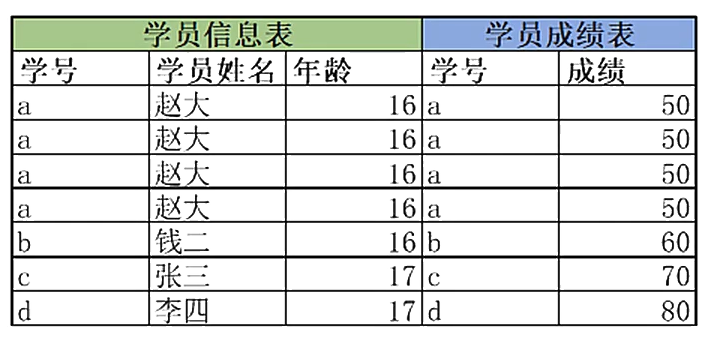 学员信息表 学员成绩表
学号 学员姓名 年龄 学号 成绩
a 赵大 16 a 50
a 赵大 16 a 50
a 赵大 16 a 50
a 赵大 16 a 50
b 钱二 16 b 60
c 张三 17 c 70
d 李四 17 d 80